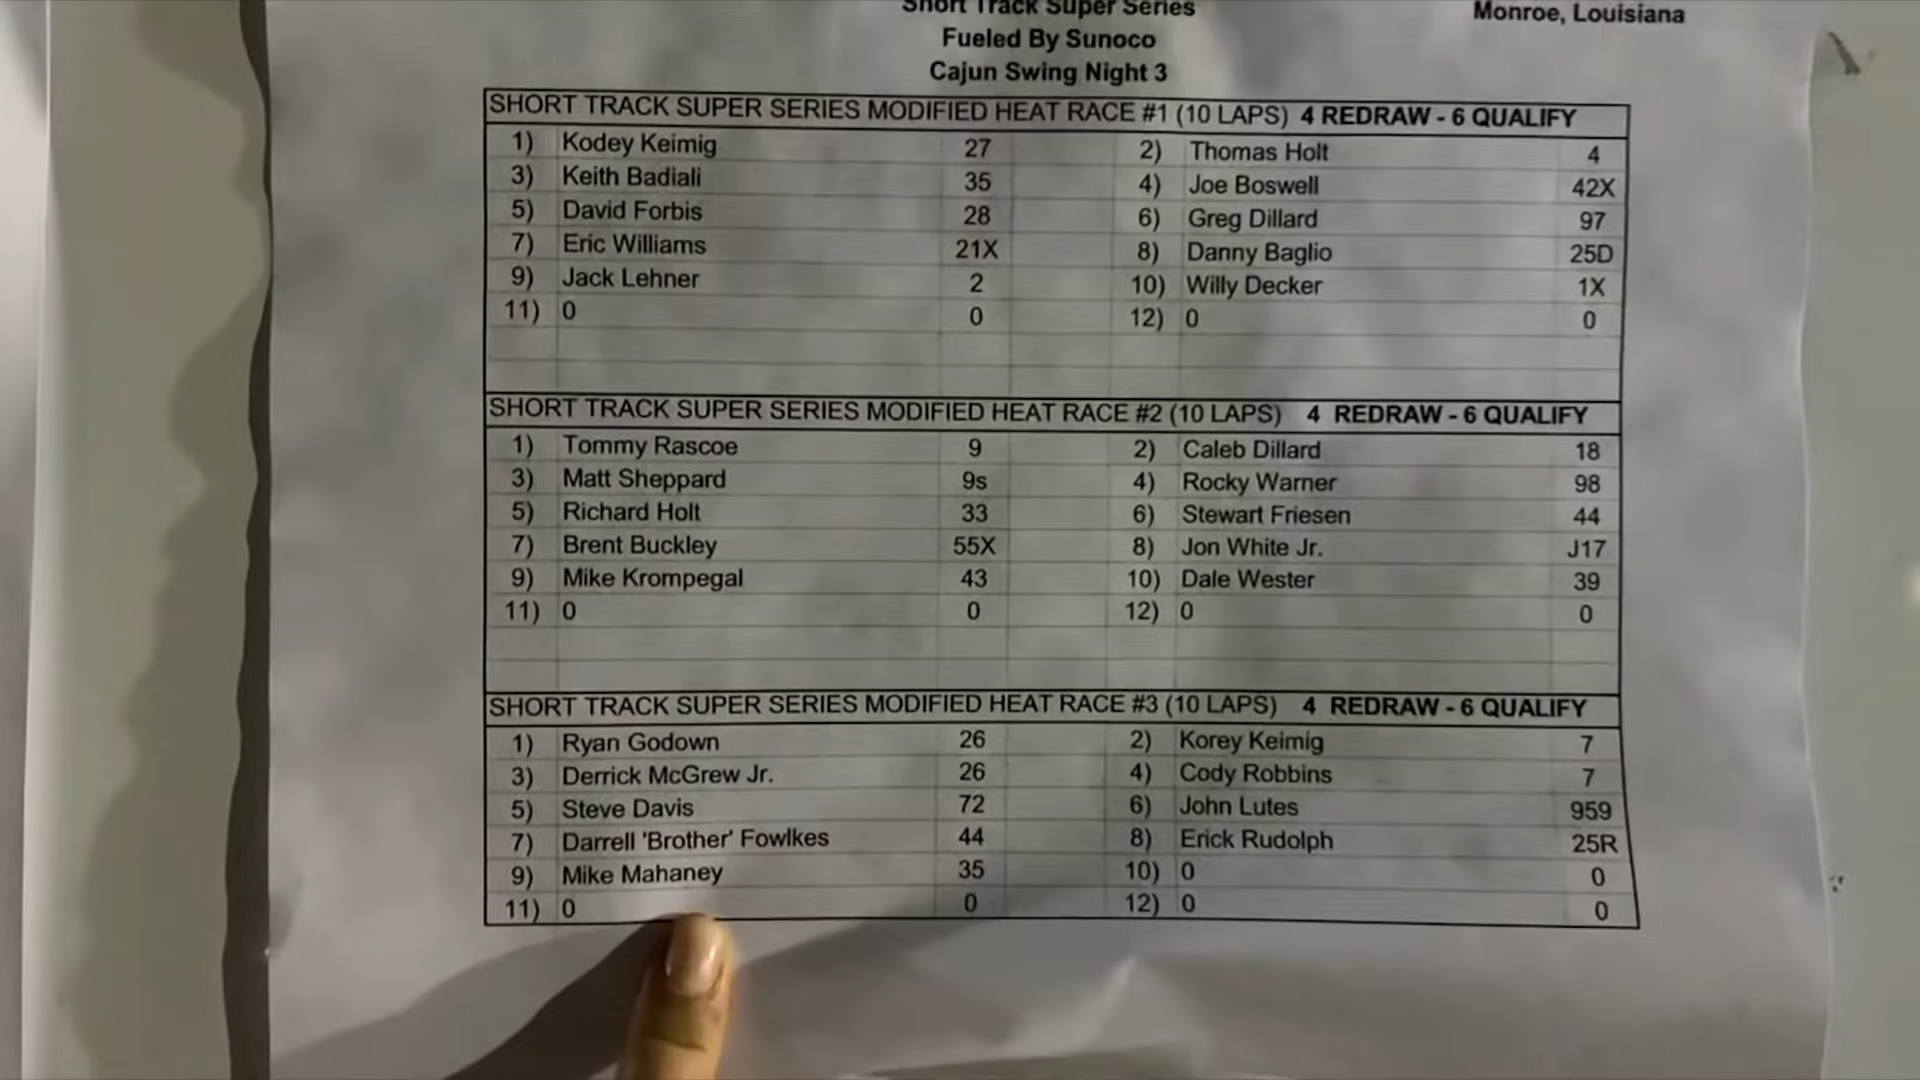 Short Track Super Series Monroe, Louisiana
Fueled By Sunoco
Cajun Swing Night 3
SHORT TRACK SUPER SERIES MODIFIED HEAT RACE #1 (10 LAPS) 4 REDRAW - 6 QUALIFY
1) Kodey Keimig 27 2) Thomas Holt 4
3) Keith Badiali 35 4) Joe Boswell 42X
5) David Forbis 28 6) Greg Dillard 97
7) Eric Williams 21X 8) Danny Baglio 25D
9) Jack Lehner 2 10) Willy Decker 1X
11) 0 0 12) 0 0
SHORT TRACK SUPER SERIES MODIFIED HEAT RACE #2 (10 LAPS) 4 REDRAW - 6 QUALIFY
1) Tommy Rascoe 9 2) Caleb Dillard 18
3) Matt Sheppard 9s 4) Rocky Warner 98
5) Richard Holt 33 6) Stewart Friesen 44
7) Brent Buckley 55X 8) Jon White Jr. J17
9) Mike Krompegal 43 10) Dale Wester 39
11) 0 0 12) 0 0
SHORT TRACK SUPER SERIES MODIFIED HEAT RACE #3 (10 LAPS) 4 REDRAW - 6 QUALIFY
1) Ryan Godown 26 2) Korey Keimig 7
3) Derrick McGrew Jr. 26 4) Cody Robbins 7
5) Steve Davis 72 6) John Lutes 959
7) Darrell 'Brother' Fowlkes 44 8) Erick Rudolph 25R
9) Mike Mahaney 35 10) 0 0
11) 0 0 12) 0 0